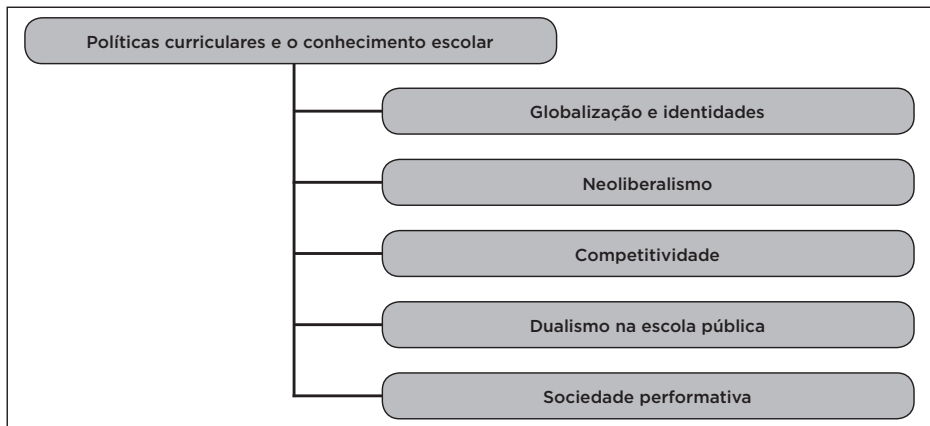 Políticas curriculares e o conhecimento escolar
Globalização e identidades
Neoliberalismo
Competitividade
Dualismo na escola pública
Sociedade performativa